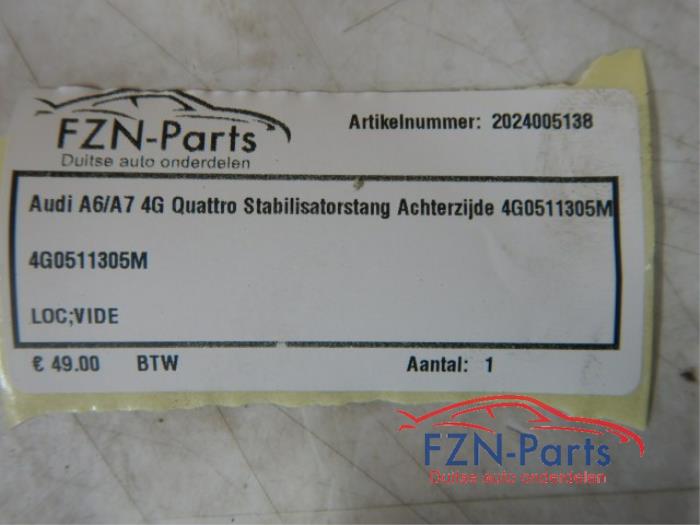 FZN-Parts
Duitse auto onderdelen
Artikelnummer: 2024005138
Audi A6/A7 4G Quattro Stabilisatorstang Achterzijde 4G0511305M
4G0511305M
LOC;VIDE
€ 49.00 BTW Aantal: 1
FZN-Parts
Duitse auto onderdelen